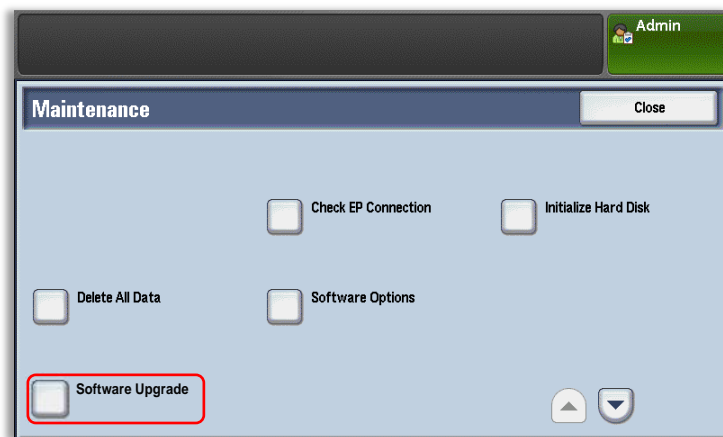 Admin
Maintenance
Close
Check EP Connection
Initialize Hard Disk
Delete All Data
Software Options
Software Upgrade